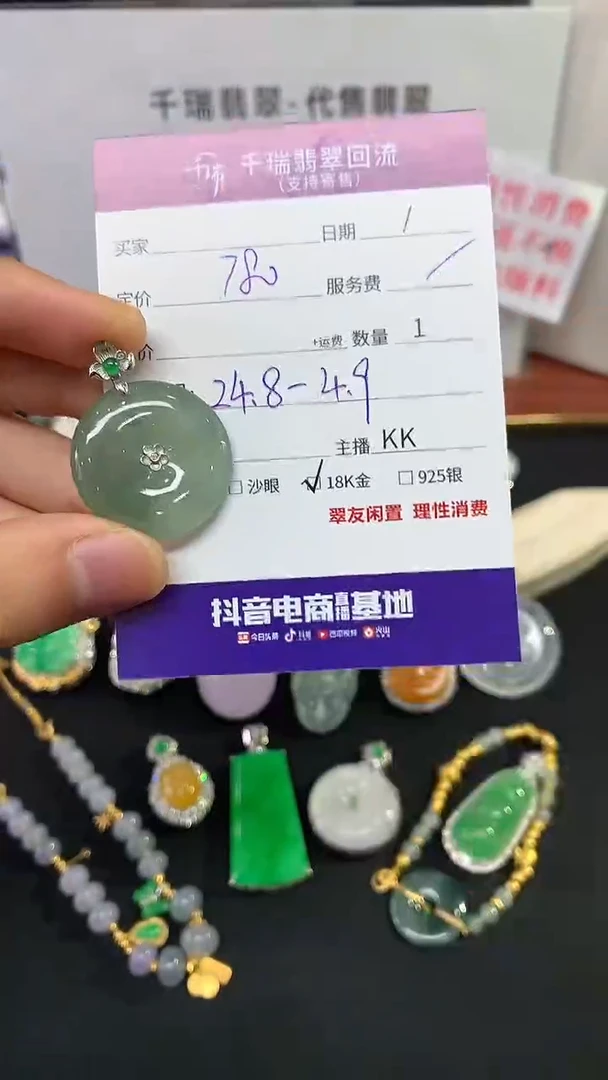 千瑞翡翠-代售翡翠
千瑞翡翠回流
(支持寄售)
买家 日期 /
定价 780 服务费 /
价 +运费 数量 1
24.8-4.9
主播 KK
□ 沙眼 ☑ 18K金 □ 925银
翠友闲置 理性消费
抖音电商直播基地
今日头条 抖音 西瓜视频 火山
性消费